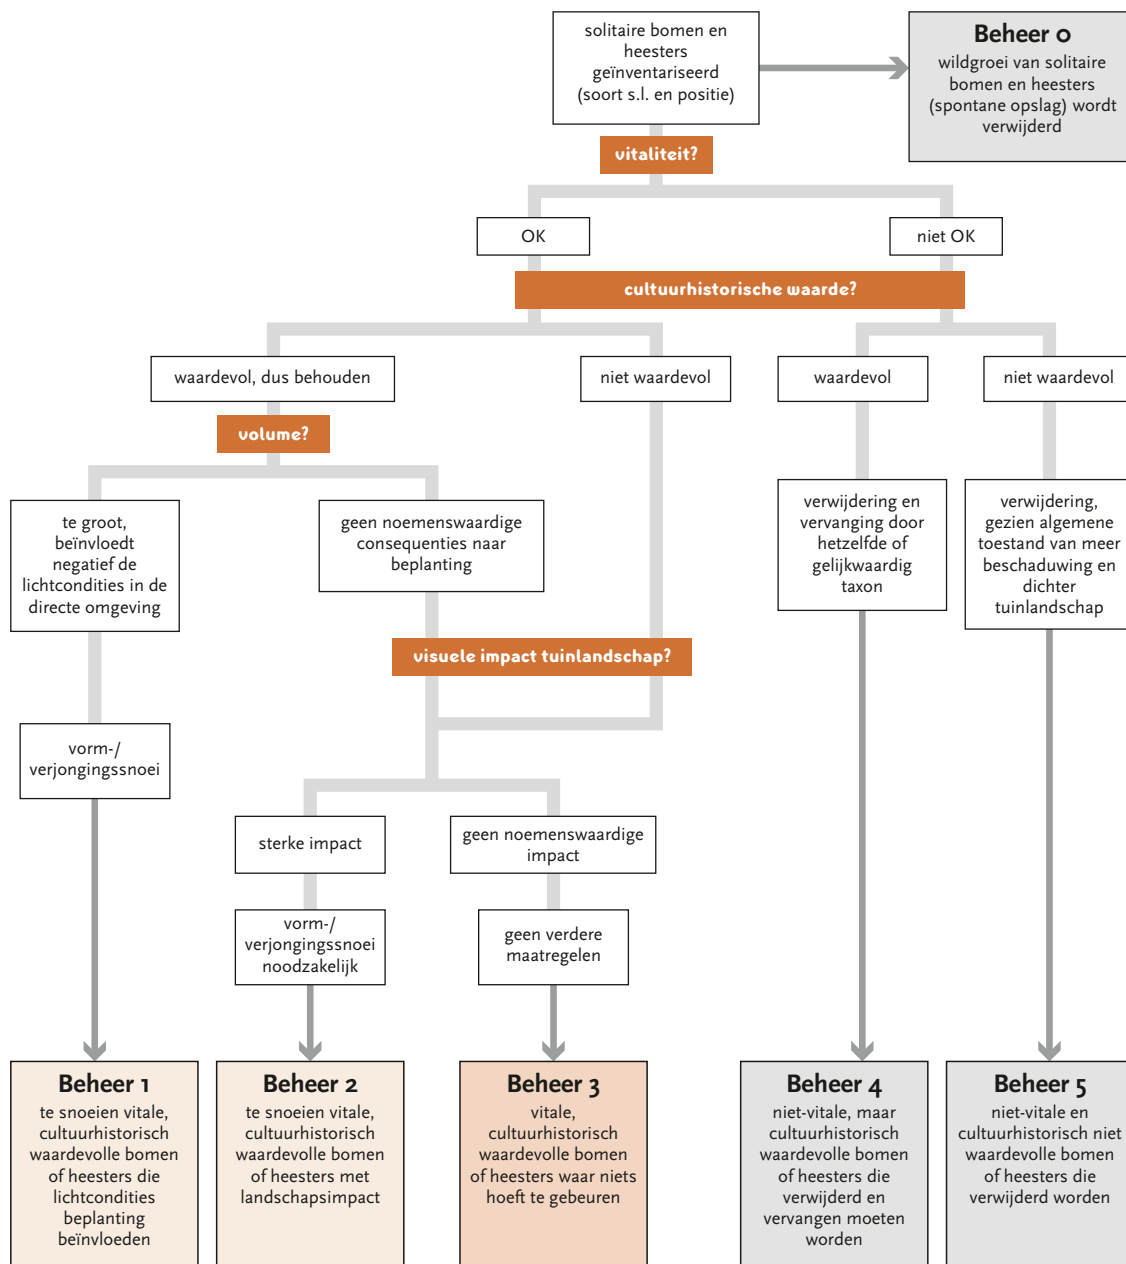 solitaire bomen en
heesters
geïnventariseerd
(soort s.l. en positie)
Beheer 0
wildgroei van solitaire
bomen en heesters
(spontane opslag) wordt
verwijderd
vitaliteit?
OK
niet OK
cultuurhistorische waarde?
waardevol, dus behouden
niet waardevol
waardevol
niet waardevol
volume?
te groot,
beïnvloedt
negatief de
lichtcondities in de
directe omgeving
geen noemenswaardige
consequenties naar
beplanting
verwijdering en
vervanging door
hetzelfde of
gelijkwaardig
taxon
verwijdering,
gezien algemene
toestand van meer
beschaduwing en
dichter
tuinlandschap
visuele impact tuinlandschap?
vorm-/
verjongingssnoei
sterke impact
geen noemenswaardige
impact
vorm-/
verjongingssnoei
noodzakelijk
geen verdere
maatregelen
Beheer 1
te snoeien vitale,
cultuurhistorisch
waardevolle bomen
of heesters die
lichtcondities
beplanting
beïnvloeden
Beheer 2
te snoeien vitale,
cultuurhistorisch
waardevolle bomen
of heesters met
landschapsimpact
Beheer 3
vitale,
cultuurhistorisch
waardevolle bomen
of heesters waar niets
hoeft te gebeuren
Beheer 4
niet-vitale, maar
cultuurhistorisch
waardevolle bomen
of heesters die
verwijderd en
vervangen moeten
worden
Beheer 5
niet-vitale en
cultuurhistorisch niet
waardevolle bomen
of heesters die
verwijderd worden